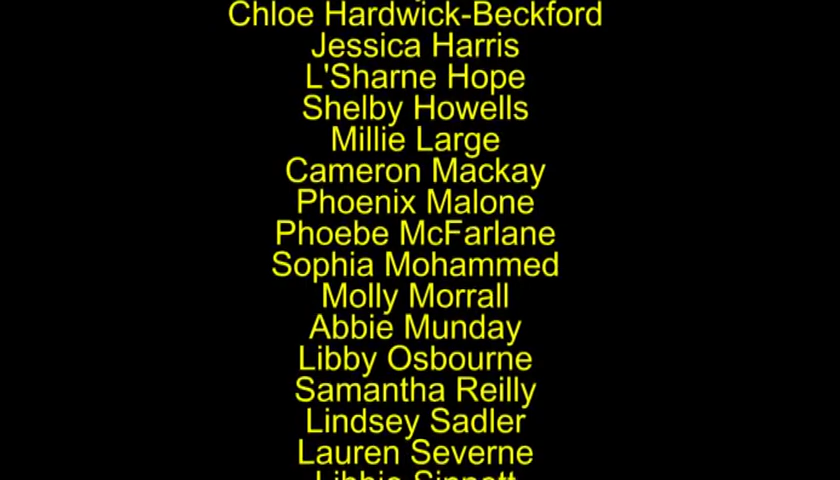 Chloe Hardwick-Beckford
Jessica Harris
L'Sharne Hope
Shelby Howells
Millie Large
Cameron Mackay
Phoenix Malone
Phoebe McFarlane
Sophia Mohammed
Molly Morrall
Abbie Munday
Libby Osbourne
Samantha Reilly
Lindsey Sadler
Lauren Severne